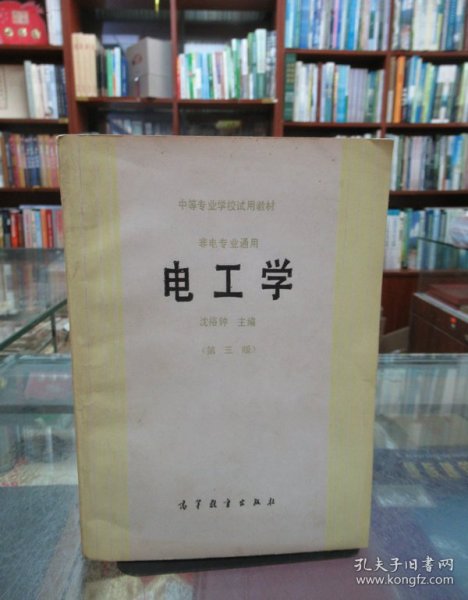 中等专业学校试用教材
非电专业通用
电工学
沈裕钟 主编
(第三版)
高等教育出版社
孔夫子旧书网
www.kongfz.com